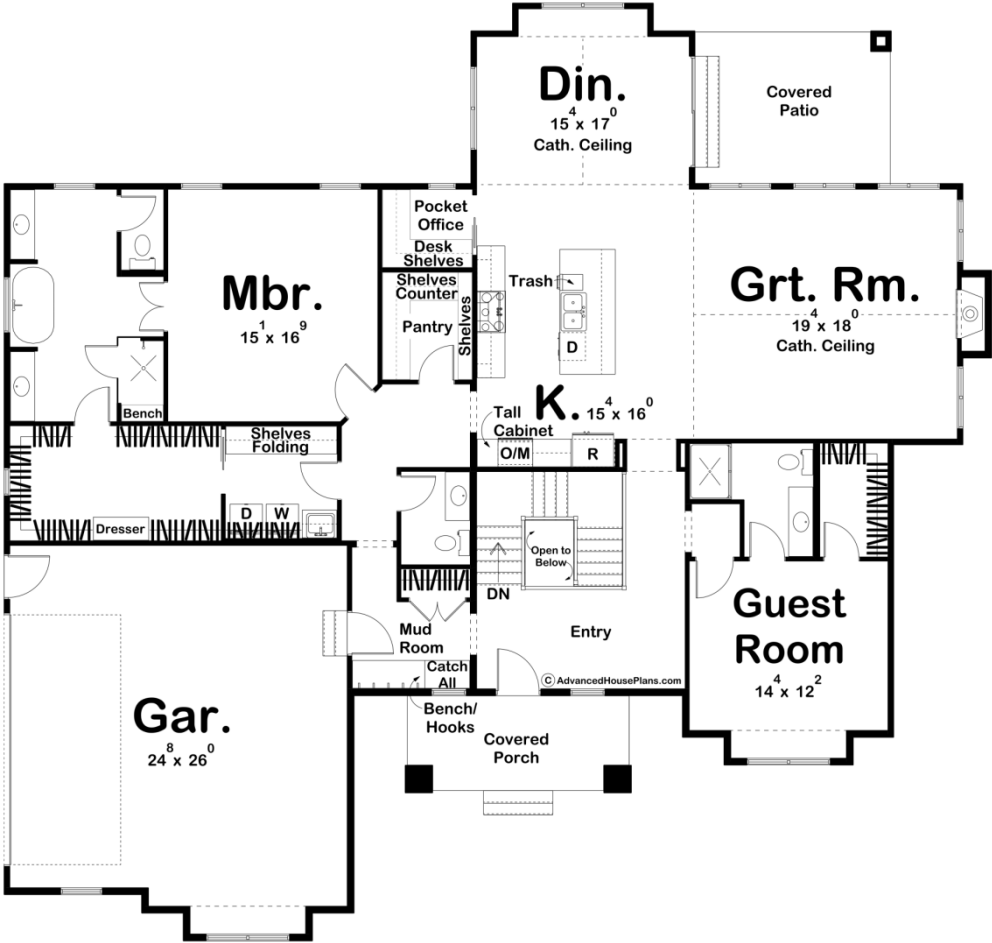 Din.
15⁴ x 17⁰
Cath. Ceiling
Covered
Patio
Pocket
Office
Desk
Shelves
Shelves
Counter
Pantry
Shelves
Trash
D
Mbr.
15¹ x 16⁹
Grt. Rm.
19⁴ x 18⁰
Cath. Ceiling
K. 15⁴ x 16⁰
Tall
Cabinet
O/M
R
Bench
Shelves
Folding
D
W
Dresser
Open to
Below
DN
Entry
Mud
Room
Catch
All
Bench/
Hooks
© AdvancedHousePlans.com
Guest
Room
14⁴ x 12²
Gar.
24⁸ x 26⁰
Covered
Porch